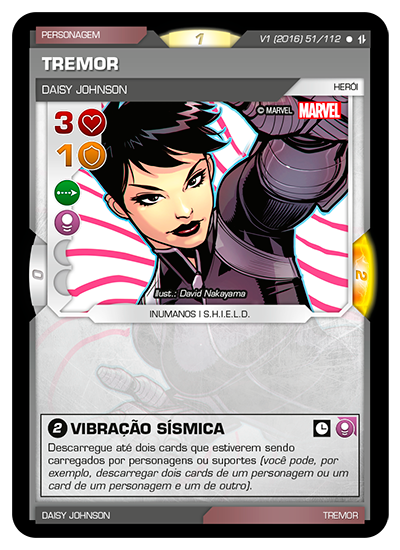 PERSONAGEM
1
V1 (2016) 51/112
TREMOR
DAISY JOHNSON
HERÓI
3
© MARVEL MARVEL
1
0
2
Ilust.: David Nakayama
INUMANOS | S.H.I.E.L.D.
2 VIBRAÇÃO SÍSMICA
Descarregue até dois cards que estiverem sendo
carregados por personagens ou suportes (você pode, por
exemplo, descarregar dois cards de um personagem ou um
card de um personagem e um de outro).
DAISY JOHNSON
TREMOR